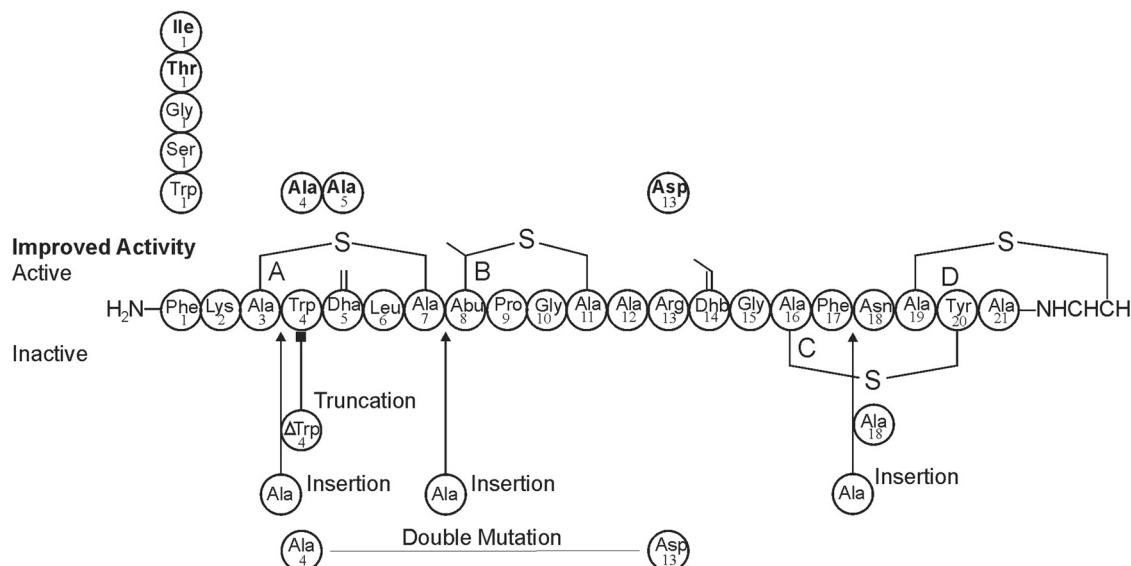 Ile 1
Thr 1
Gly 1
Ser 1
Trp 1
Ala 4 Ala 5 Asp 13
Improved Activity
Active
S S S
A B D
H2N Phe 1 Lys 2 Ala 3 Trp 4 Dha 5 Leu 6 Ala 7 Abu 8 Pro 9 Gly 10 Ala 11 Ala 12 Arg 13 Dhb 14 Gly 15 Ala 16 Phe 17 Asn 18 Ala 19 Tyr 20 Ala 21 NHCHCH
Inactive
C
S
Truncation
ΔTrp 4 Ala 18
Ala Insertion Ala Insertion Ala Insertion
Double Mutation
Ala 4 Asp 13